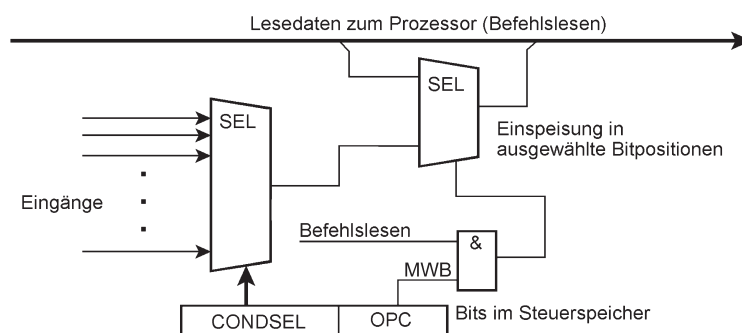 Lesedaten zum Prozessor (Befehlslesen)
SEL
SEL
Einspeisung in
ausgewählte Bitpositionen
Eingänge
Befehlslesen
&
MWB
Bits im Steuerspeicher
CONDSEL
OPC